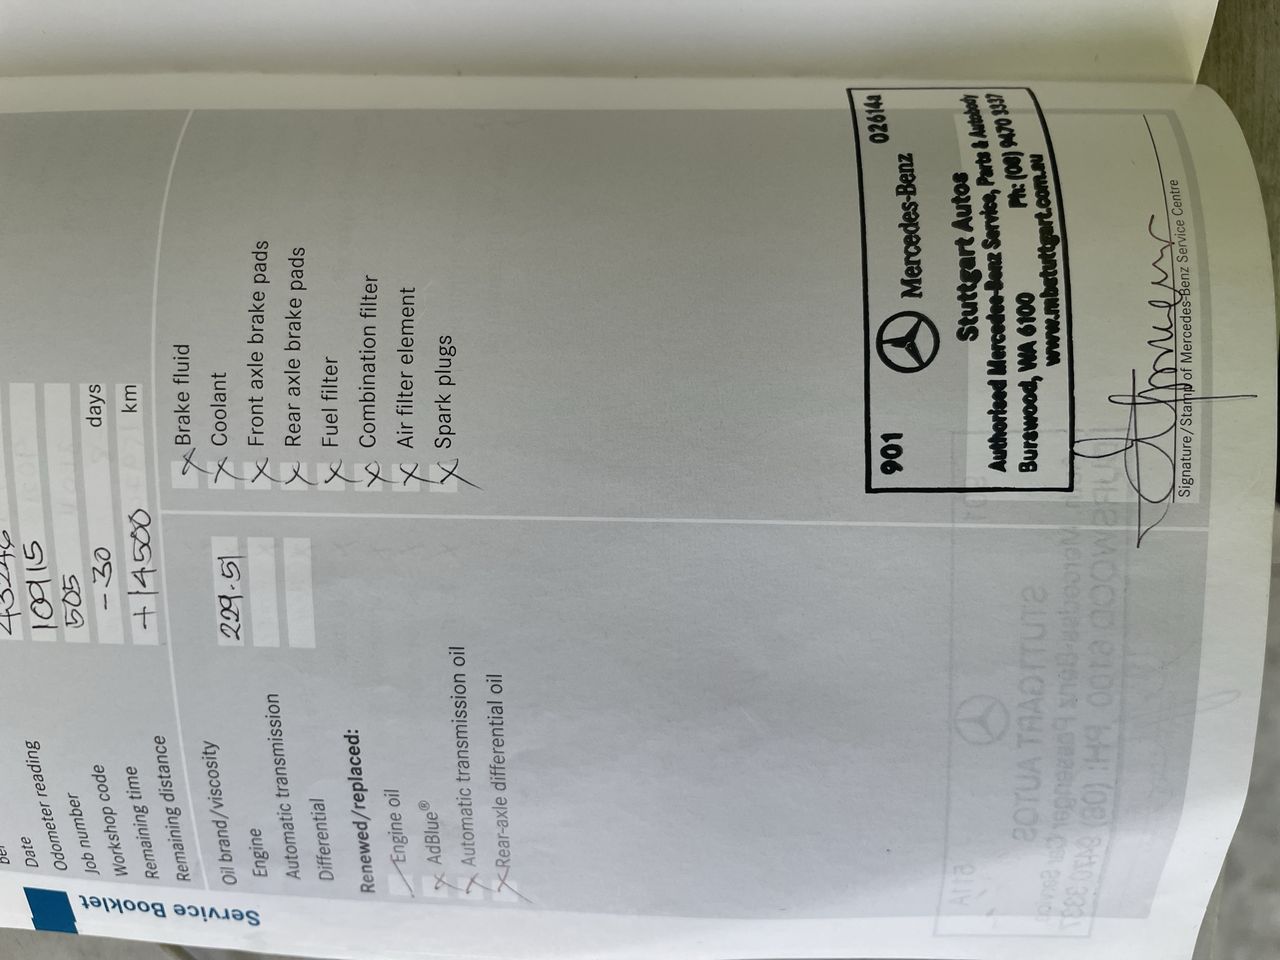 Service Booklet
Date
Odometer reading
Job number
Workshop code
Remaining time
Remaining distance
10915
505
-30 days
+14500 km
Oil brand/viscosity
Engine 229.51
Automatic transmission
Differential
Renewed/replaced:
Engine oil
AdBlue®
Automatic transmission oil
Rear-axle differential oil
Brake fluid
Coolant
Front axle brake pads
Rear axle brake pads
Fuel filter
Combination filter
Air filter element
Spark plugs
901 Mercedes-Benz 02614a
Stuttgart Autos
Authorised Mercedes-Benz Service, Parts & Autobody
Burswood, WA 6100 Ph: (08) 9470 3337
www.mbstuttgart.com.au
Signature/Stamp of Mercedes-Benz Service Centre